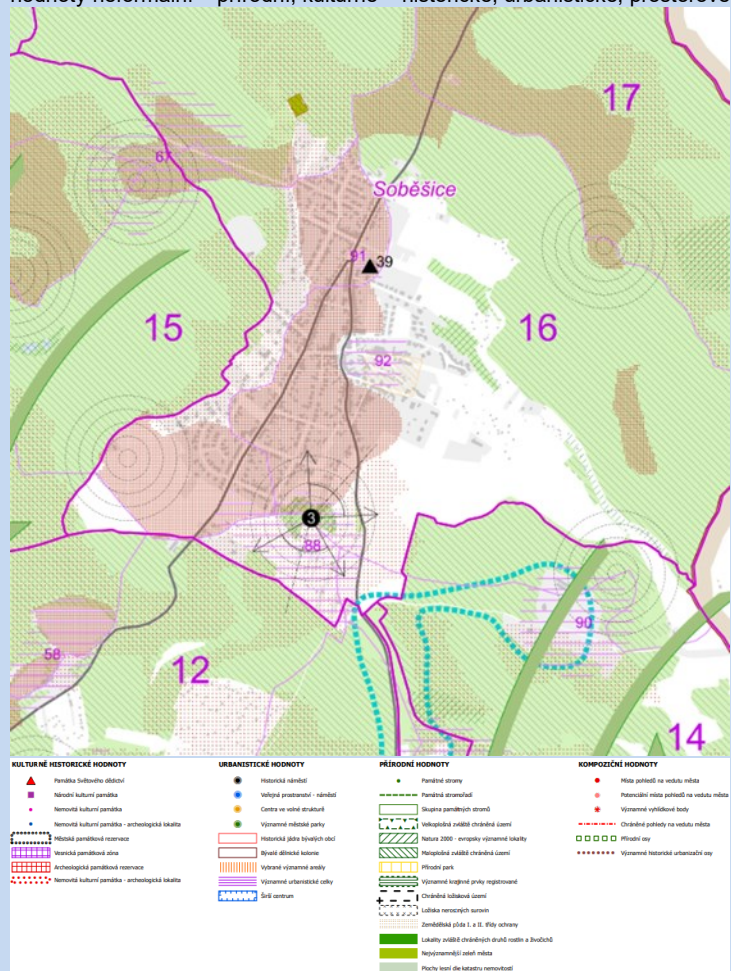 hodnoty neformální – přírodní, kulturně – historické, urbanistické, prostorové
17
67
Soběšice
91 39
15
16
92
3
88
90
58
12
14
KULTURNĚ HISTORICKÉ HODNOTY
Památka Světového dědictví
Národní kulturní památka
Nemovitá kulturní památka
Nemovitá kulturní památka - archeologická lokalita
Městská památková rezervace
Vesnická památková zóna
Archeologická památková rezervace
Nemovitá kulturní památka - archeologická lokalita
URBANISTICKÉ HODNOTY
Historická náměstí
Veřejná prostranství - náměstí
Centra ve volné struktuře
Významné městské parky
Historická jádra bývalých obcí
Bývalé dělnické kolonie
Vybrané významné areály
Významné urbanistické celky
Širší centrum
PŘÍRODNÍ HODNOTY
Památné stromy
Památná stromořadí
Skupina památných stromů
Velkoplošná zvláště chráněná území
Natura 2000 - evropsky významné lokality
Maloplošná zvláště chráněná území
Přírodní park
Významné krajinné prvky registrované
Chráněná ložisková území
Ložiska nerostných surovin
Zemědělská půda I. a II. třídy ochrany
Lokality zvláště chráněných druhů rostlin a živočichů
Nejvýznamnější zeleň města
Plochy lesní dle katastru nemovitostí
KOMPOZIČNÍ HODNOTY
Místa pohledů na vedutu města
Potenciální místa pohledů na vedutu města
Významné vyhlídkové body
Chráněné pohledy na vedutu města
Přírodní osy
Významné historické urbanizační osy